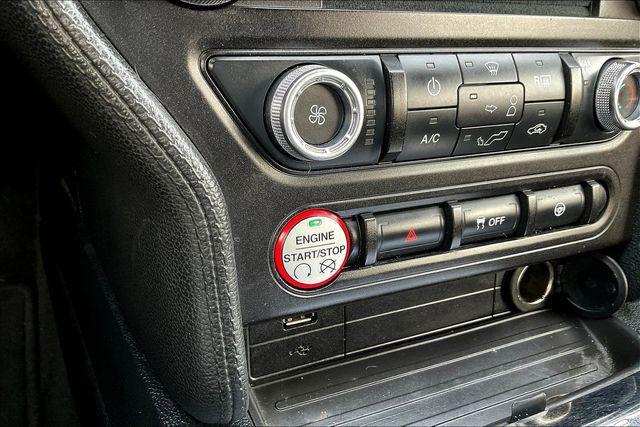 R
A/C
ENGINE
START/STOP
OFF